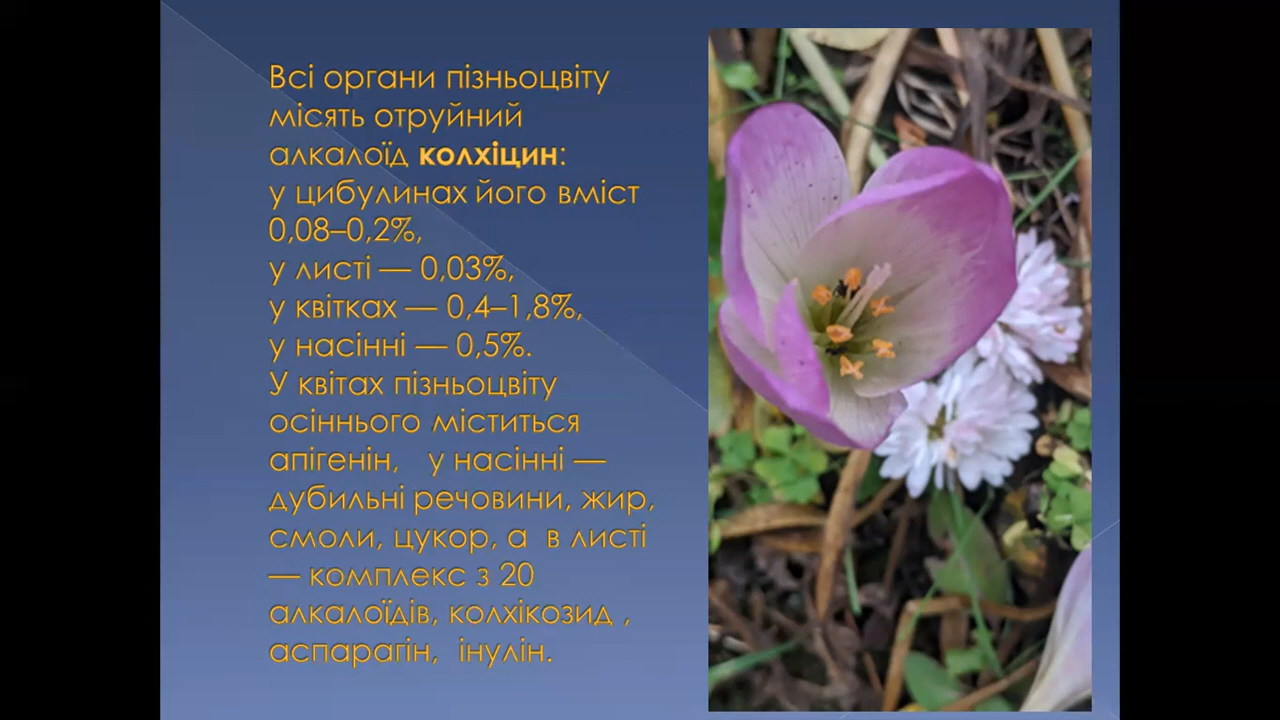 Всі органи пізньоцвіту
місять отруйний
алкалоїд колхіцин:
у цибулинах його вміст
0,08–0,2%,
у листі — 0,03%,
у квітках — 0,4–1,8%,
у насінні — 0,5%.
У квітах пізньоцвіту
осіннього міститься
апігенін, у насінні —
дубильні речовини, жир,
смоли, цукор, а в листі
— комплекс з 20
алкалоїдів, колхікозид ,
аспарагін, інулін.